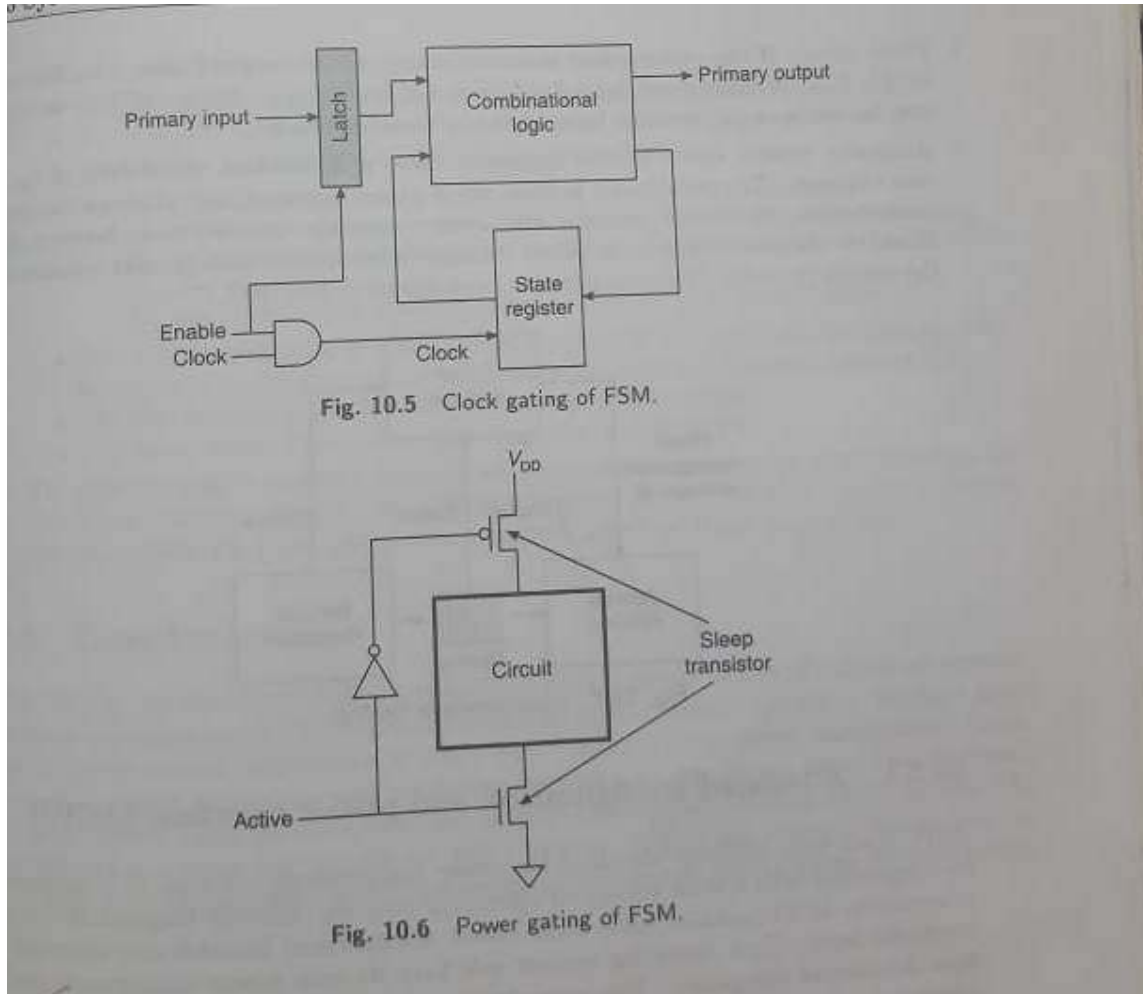 Primary input
Latch
Combinational
logic
Primary output
State
register
Enable
Clock
Clock
Fig. 10.5 Clock gating of FSM.
VDD
Circuit
Sleep
transistor
Active
Fig. 10.6 Power gating of FSM.